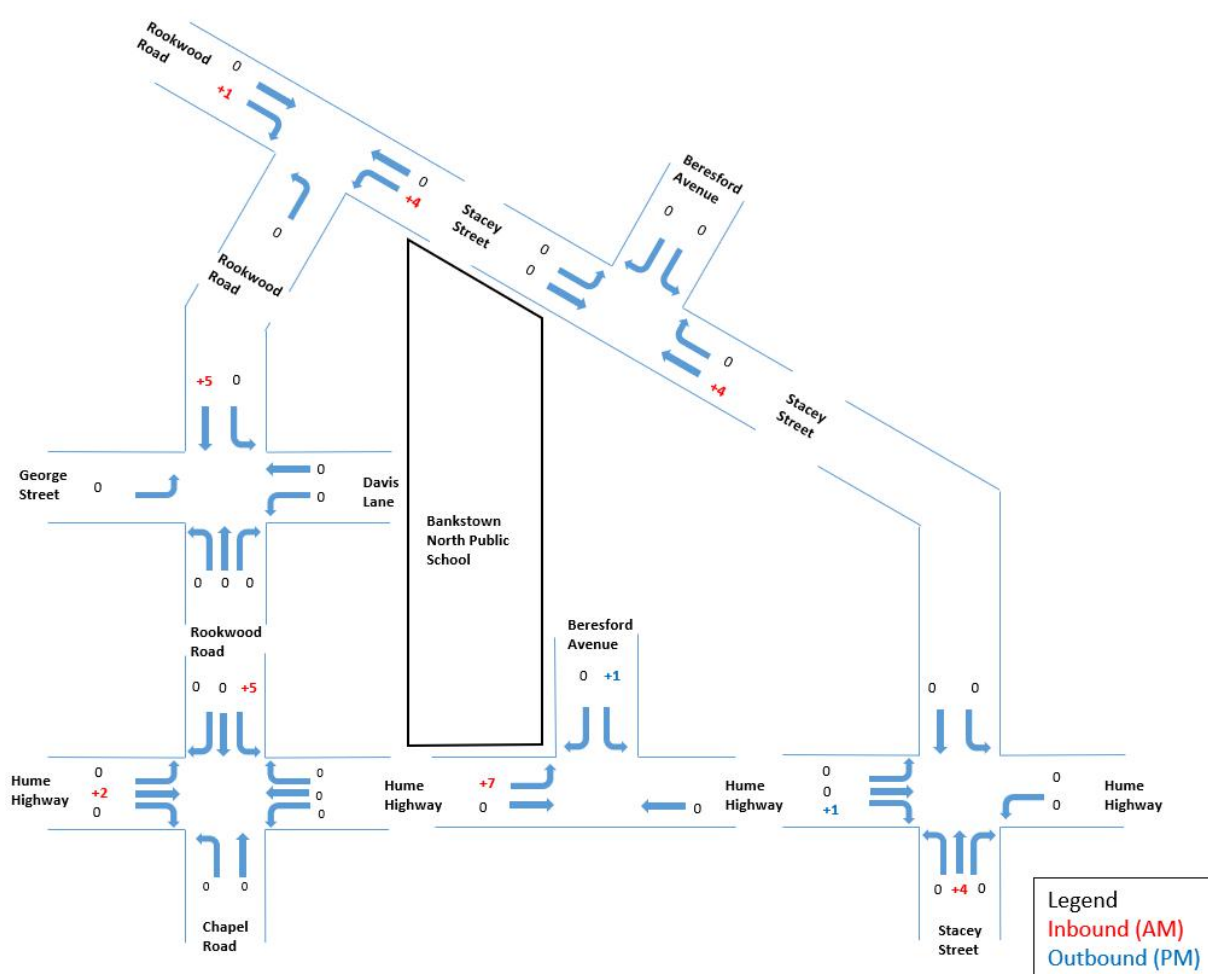 Rookwood
Road
0
+1
0
+4
0
Rookwood
Road
Stacey
Street
Beresford
Avenue
0
0
0
0
0
+4
Stacey
Street
+5
0
George
Street
0
0
0
Davis
Lane
0
0
0
Rookwood
Road
Bankstown
North Public
School
0
0
+5
Hume
Highway
0
+2
0
0
0
0
0
0
Chapel
Road
Beresford
Avenue
0
+1
Hume
Highway
+7
0
0
Hume
Highway
0
0
0
0
+1
0
0
Hume
Highway
0
+4
0
Stacey
Street
Legend
Inbound (AM)
Outbound (PM)